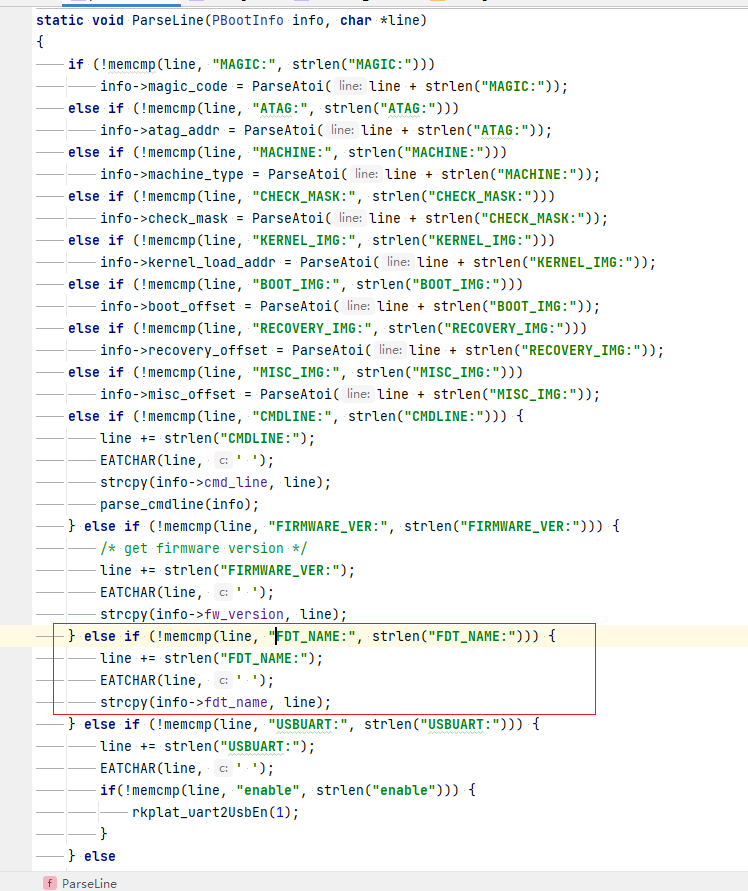 static void ParseLine(PBootInfo info, char *line)
{
if (!memcmp(line, "MAGIC:", strlen("MAGIC:")))
info->magic_code = ParseAtoi( line: line + strlen("MAGIC:"));
else if (!memcmp(line, "ATAG:", strlen("ATAG:")))
info->atag_addr = ParseAtoi( line: line + strlen("ATAG:"));
else if (!memcmp(line, "MACHINE:", strlen("MACHINE:")))
info->machine_type = ParseAtoi( line: line + strlen("MACHINE:"));
else if (!memcmp(line, "CHECK_MASK:", strlen("CHECK_MASK:")))
info->check_mask = ParseAtoi( line: line + strlen("CHECK_MASK:"));
else if (!memcmp(line, "KERNEL_IMG:", strlen("KERNEL_IMG:")))
info->kernel_load_addr = ParseAtoi( line: line + strlen("KERNEL_IMG:"));
else if (!memcmp(line, "BOOT_IMG:", strlen("BOOT_IMG:")))
info->boot_offset = ParseAtoi( line: line + strlen("BOOT_IMG:"));
else if (!memcmp(line, "RECOVERY_IMG:", strlen("RECOVERY_IMG:")))
info->recovery_offset = ParseAtoi( line: line + strlen("RECOVERY_IMG:"));
else if (!memcmp(line, "MISC_IMG:", strlen("MISC_IMG:")))
info->misc_offset = ParseAtoi( line: line + strlen("MISC_IMG:"));
else if (!memcmp(line, "CMDLINE:", strlen("CMDLINE:"))) {
line += strlen("CMDLINE:");
EATCHAR(line, c: ' ');
strcpy(info->cmd_line, line);
parse_cmdline(info);
} else if (!memcmp(line, "FIRMWARE_VER:", strlen("FIRMWARE_VER:"))) {
/* get firmware version */
line += strlen("FIRMWARE_VER:");
EATCHAR(line, c: ' ');
strcpy(info->fw_version, line);
} else if (!memcmp(line, "FDT_NAME:", strlen("FDT_NAME:"))) {
line += strlen("FDT_NAME:");
EATCHAR(line, c: ' ');
strcpy(info->fdt_name, line);
} else if (!memcmp(line, "USBUART:", strlen("USBUART:"))) {
line += strlen("USBUART:");
EATCHAR(line, c: ' ');
if(!memcmp(line, "enable", strlen("enable"))) {
rkplat_uart2UsbEn(1);
}
} else
f ParseLine